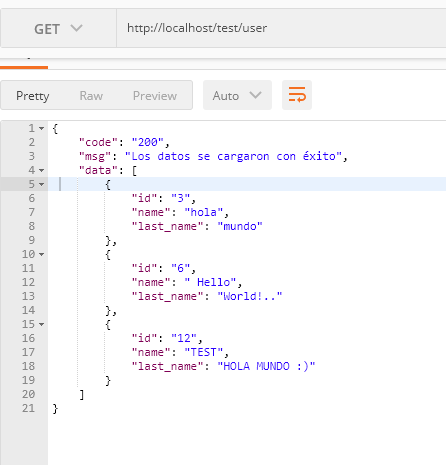 GET http://localhost/test/user
Pretty Raw Preview Auto
1 {
2 "code": "200",
3 "msg": "Los datos se cargaron con éxito",
4 "data": [
5 {
6 "id": "3",
7 "name": "hola",
8 "last_name": "mundo"
9 },
10 {
11 "id": "6",
12 "name": " Hello",
13 "last_name": "World!.."
14 },
15 {
16 "id": "12",
17 "name": "TEST",
18 "last_name": "HOLA MUNDO :)"
19 }
20 ]
21 }